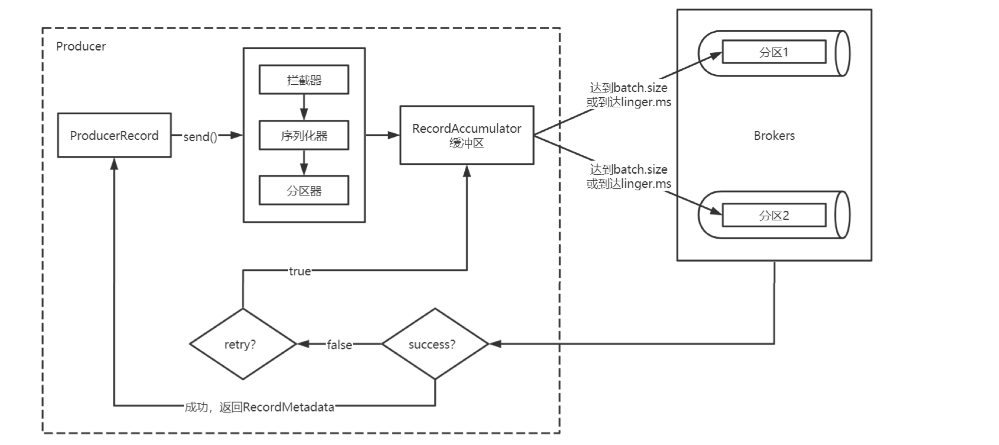 Producer
ProducerRecord
send()
拦截器
序列化器
分区器
RecordAccumulator
缓冲区
达到batch.size
或到达linger.ms
达到batch.size
或到达linger.ms
分区1
Brokers
分区2
true
retry?
false
success?
成功，返回RecordMetadata